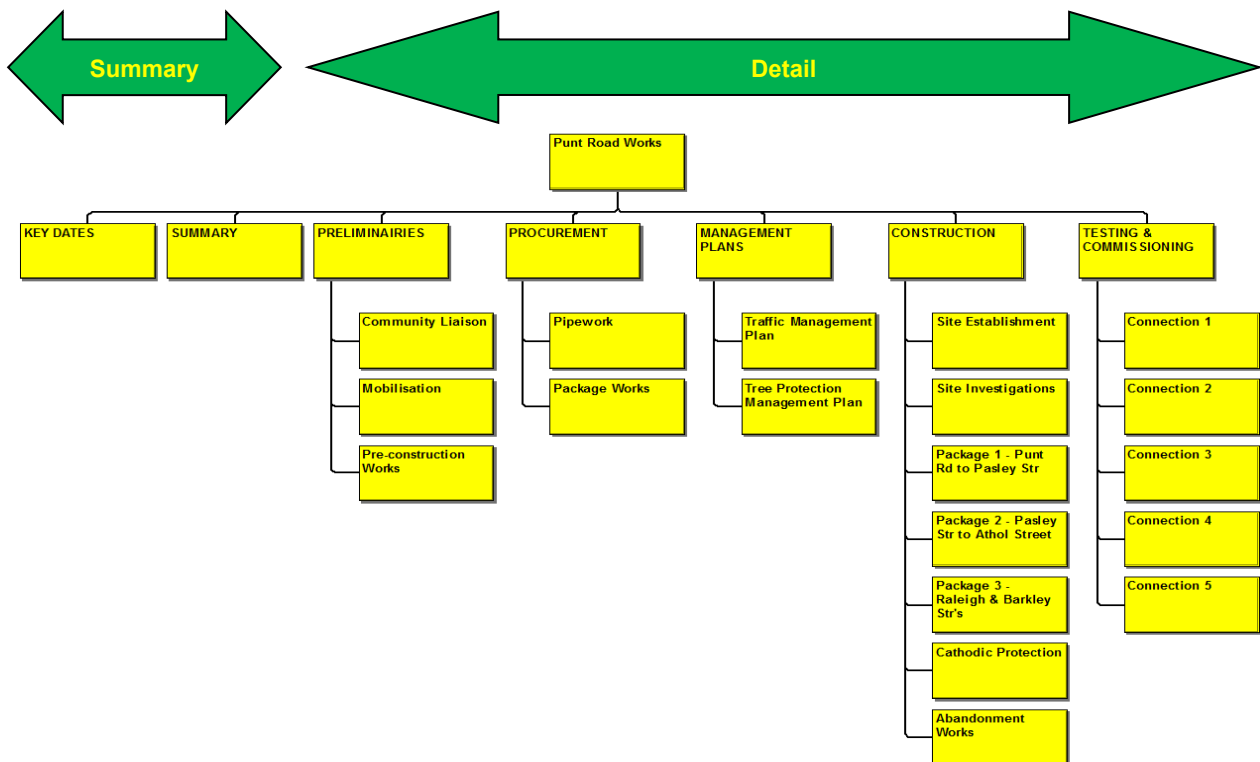 Summary
Detail
Punt Road Works
KEY DATES
SUMMARY
PRELIMINAIRIES
PROCUREMENT
MANAGEMENT
PLANS
CONSTRUCTION
TESTING &
COMMISSIONING
Community Liaison
Mobilisation
Pre-construction
Works
Pipework
Package Works
Traffic Management
Plan
Tree Protection
Management Plan
Site Establishment
Site Investigations
Package 1 - Punt
Rd to Pasley Str
Package 2 - Pasley
Str to Athol Street
Package 3 -
Raleigh & Barkley
Str's
Cathodic Protection
Abandonment
Works
Connection 1
Connection 2
Connection 3
Connection 4
Connection 5